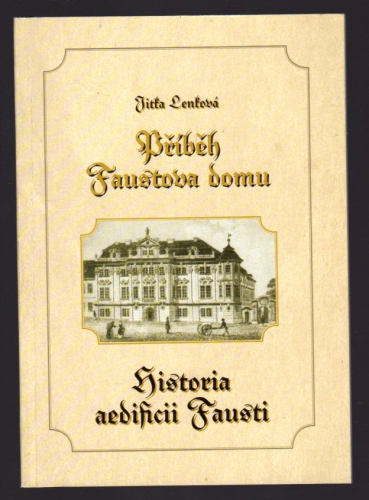 Jitka Lenková
Příběh
Faustova domu
Historia
aedificii Fausti